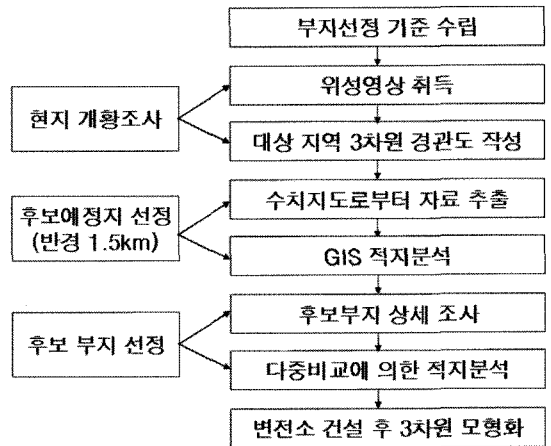 부지선정 기준 수립
위성영상 취득
현지 개황조사
대상 지역 3차원 경관도 작성
수치지도로부터 자료 추출
후보예정지 선정
(반경 1.5km)
GIS 적지분석
후보부지 상세 조사
후보 부지 선정
다중비교에 의한 적지분석
변전소 건설 후 3차원 모형화